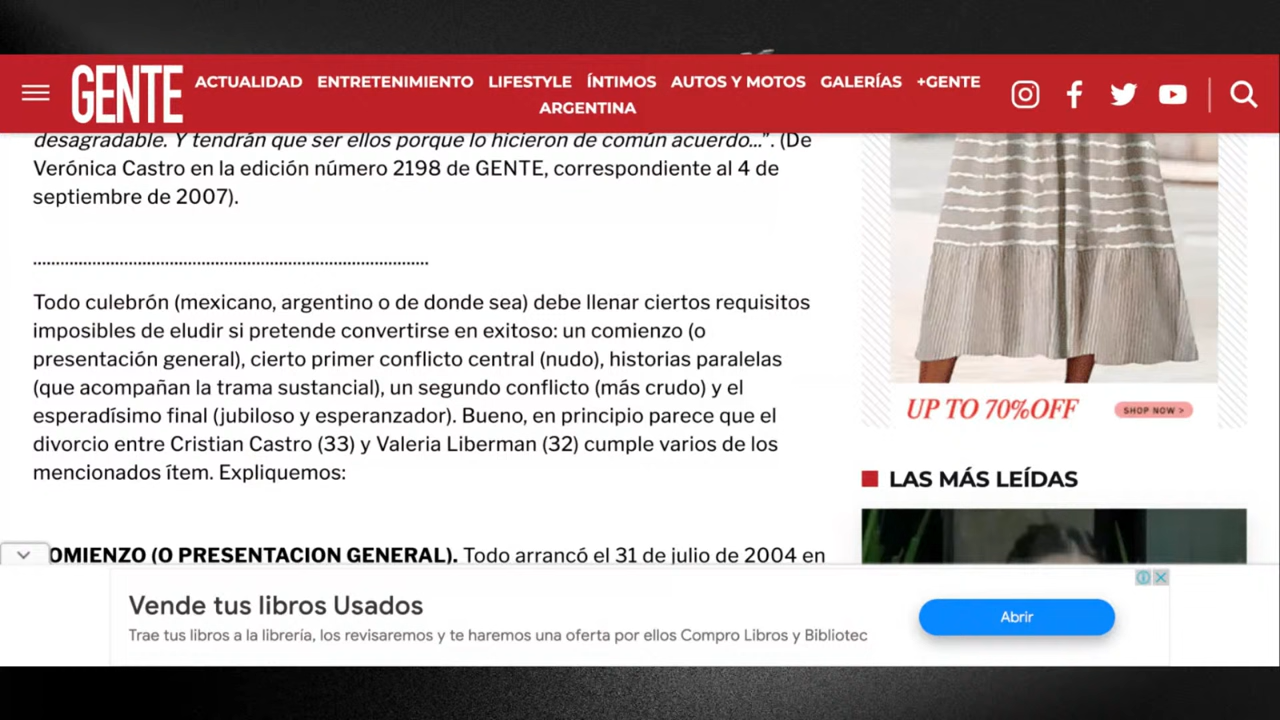 GENTE
ACTUALIDAD ENTRETENIMIENTO LIFESTYLE ÍNTIMOS AUTOS Y MOTOS GALERÍAS +GENTE
ARGENTINA
desagradable. Y tendrán que ser ellos porque lo hicieron de común acuerdo...". (De
Verónica Castro en la edición número 2198 de GENTE, correspondiente al 4 de
septiembre de 2007).
........................................................................................
Todo culebrón (mexicano, argentino o de donde sea) debe llenar ciertos requisitos
imposibles de eludir si pretende convertirse en exitoso: un comienzo (o
presentación general), cierto primer conflicto central (nudo), historias paralelas
(que acompañan la trama sustancial), un segundo conflicto (más crudo) y el
esperadísimo final (jubiloso y esperanzador). Bueno, en principio parece que el
divorcio entre Cristian Castro (33) y Valeria Liberman (32) cumple varios de los
mencionados ítem. Expliquemos:
OMIENZO (O PRESENTACION GENERAL). Todo arrancó el 31 de julio de 2004 en
UP TO 70%OFF
SHOP NOW >
LAS MÁS LEÍDAS
Vende tus libros Usados
Trae tus libros a la librería, los revisaremos y te haremos una oferta por ellos Compro Libros y Bibliotec
Abrir